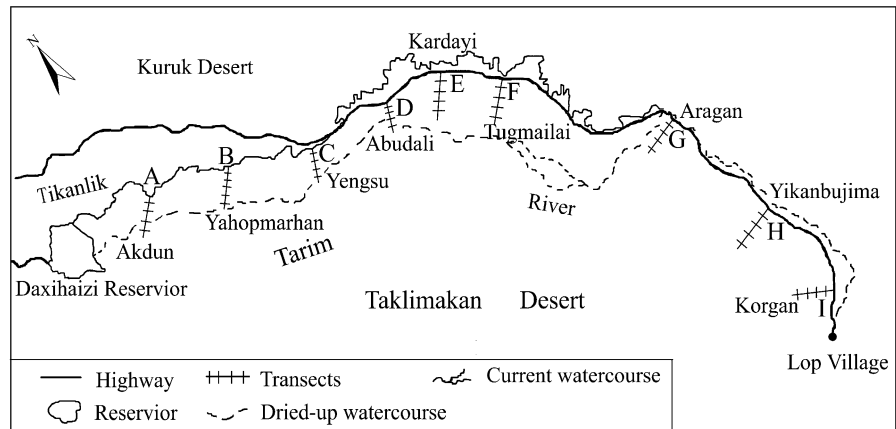 N
Kardayi
Kuruk Desert
E
F
D
Aragan
Abudali
Tugmailai
G
C
B
A
Tikanlik
Yengsu
Yikanbujima
River
Yahopmarhan
H
Akdun
Tarim
Daxihaizi Reservior
Taklimakan Desert
Korgan
I
Lop Village
Highway
Transects
Current watercourse
Reservior
Dried-up watercourse